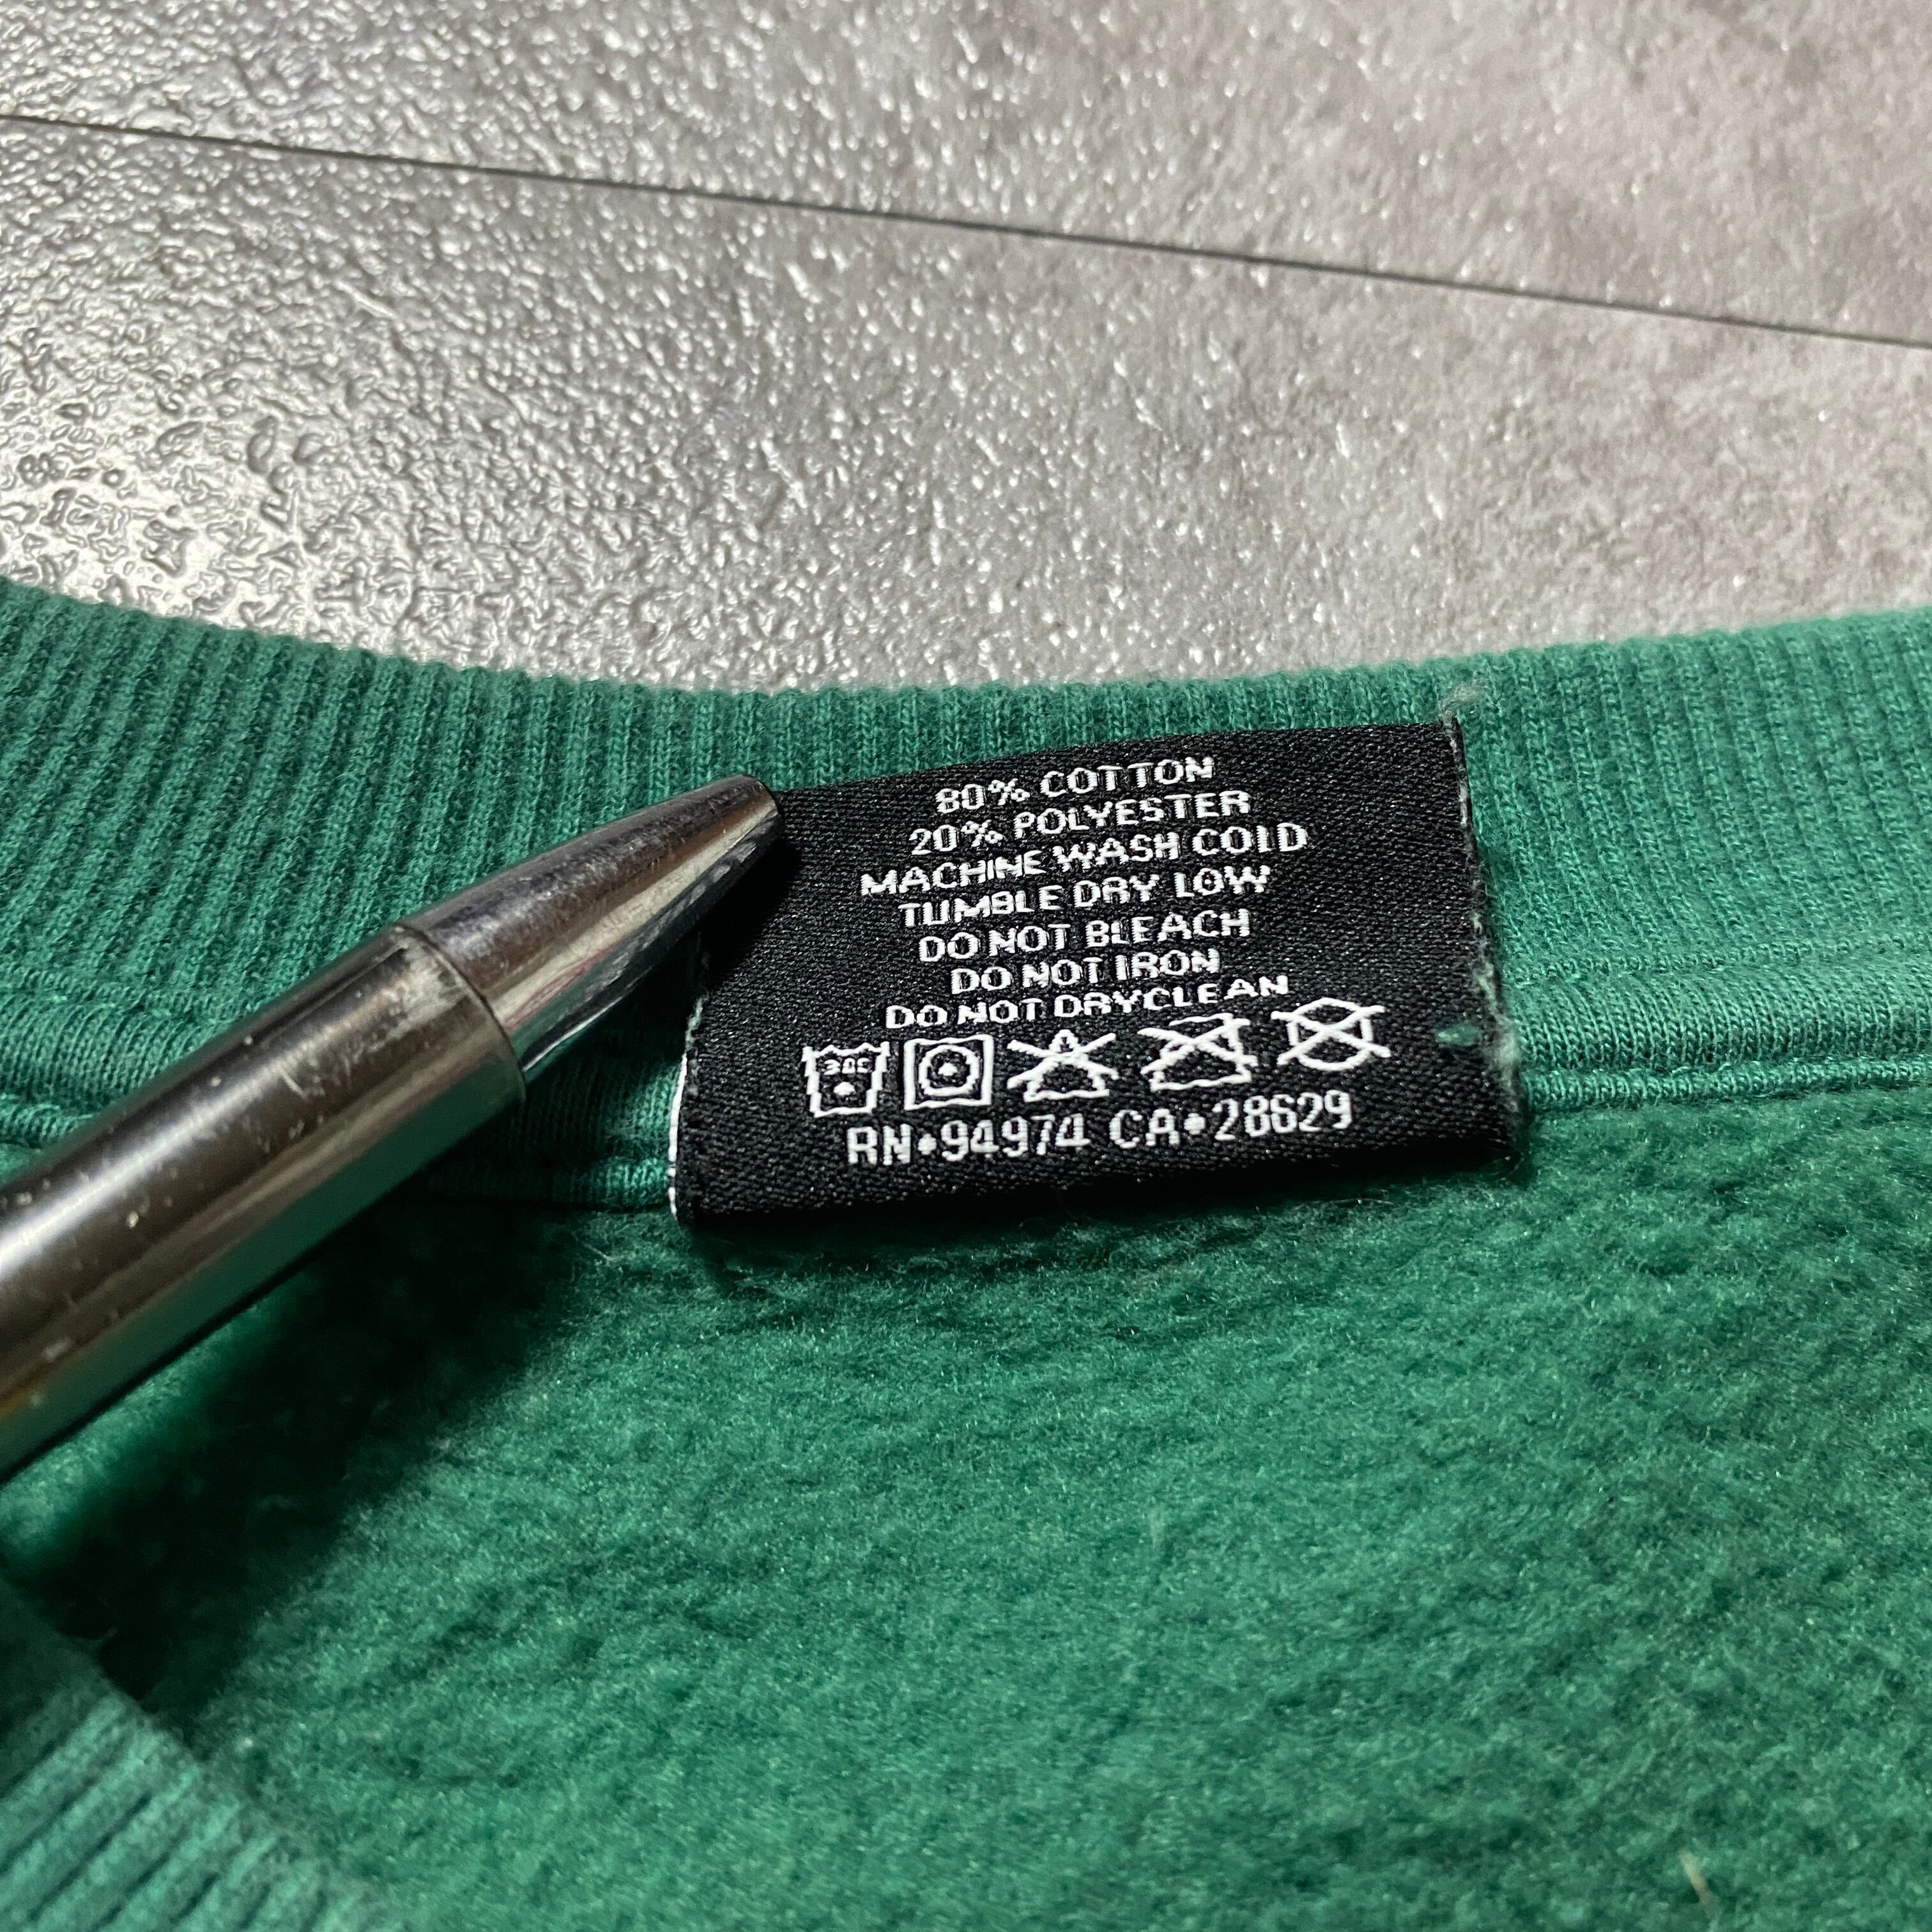 80% COTTON
20% POLYESTER
MACHINE WASH COLD
TUMBLE DRY LOW
DO NOT BLEACH
DO NOT IRON
DO NOT DRYCLEAN
RN•94974 CA•28629